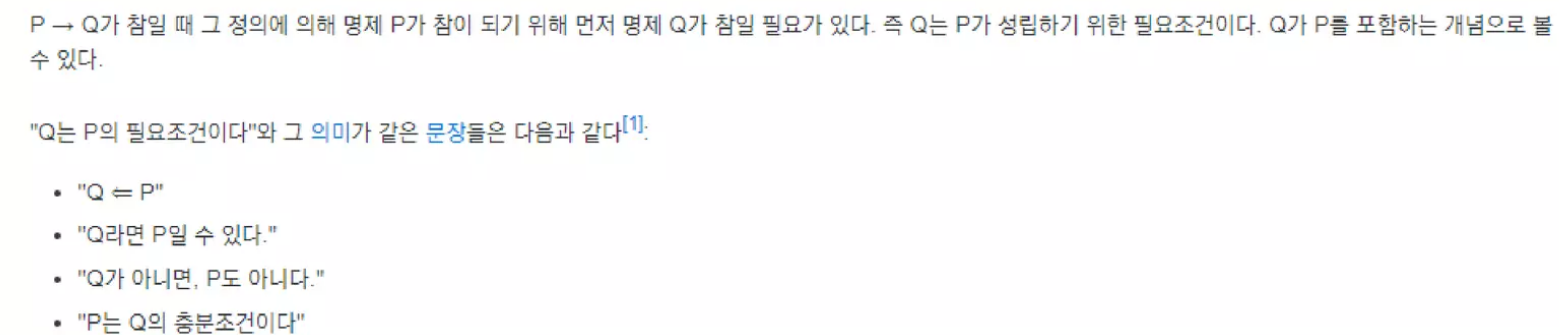 P → Q가 참일 때 그 정의에 의해 명제 P가 참이 되기 위해 먼저 명제 Q가 참일 필요가 있다. 즉 Q는 P가 성립하기 위한 필요조건이다. Q가 P를 포함하는 개념으로 볼
수 있다.
"Q는 P의 필요조건이다"와 그 의미가 같은 문장들은 다음과 같다[1]:
• "Q ⇐ P"
• "Q라면 P일 수 있다."
• "Q가 아니면, P도 아니다."
• "P는 Q의 충분조건이다"